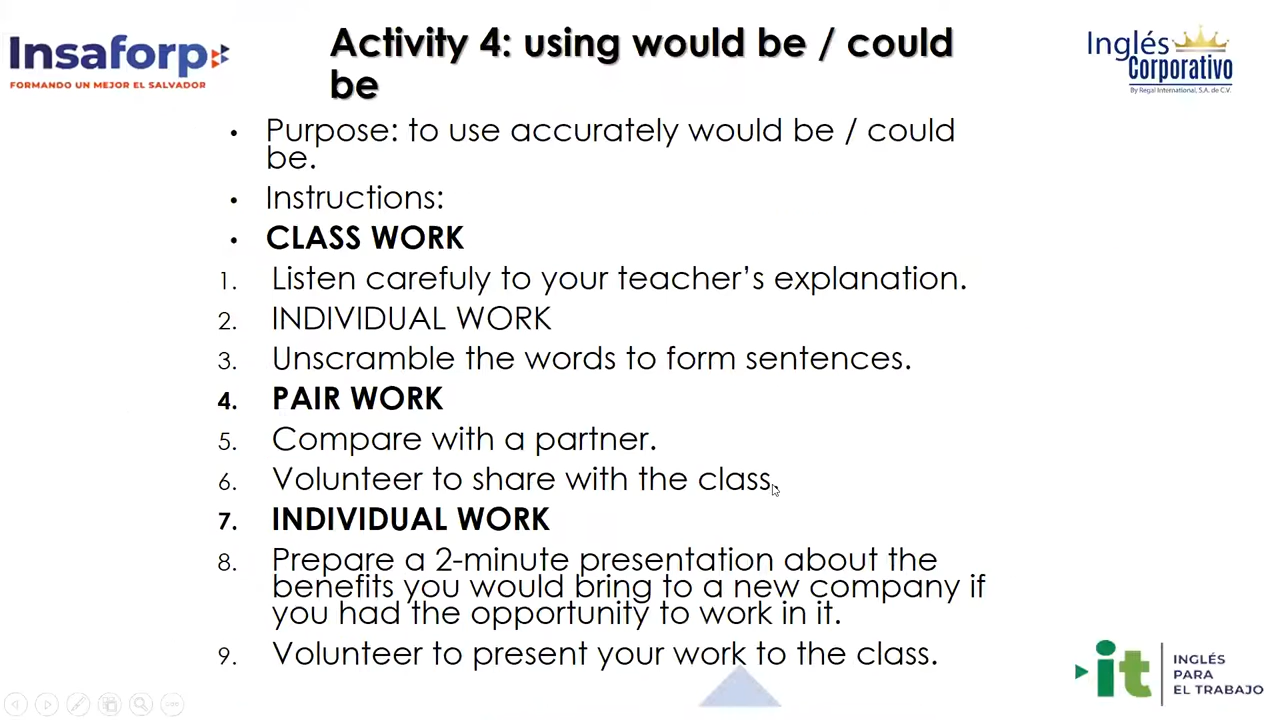 Insaforp
FORMANDO UN MEJOR EL SALVADOR
Activity 4: using would be / could
be
Inglés
Corporativo
By Regal International, S.A. de C.V.
• Purpose: to use accurately would be / could
be.
• Instructions:
• CLASS WORK
1. Listen carefuly to your teacher’s explanation.
2. INDIVIDUAL WORK
3. Unscramble the words to form sentences.
4. PAIR WORK
5. Compare with a partner.
6. Volunteer to share with the class.
7. INDIVIDUAL WORK
8. Prepare a 2-minute presentation about the
benefits you would bring to a new company if
you had the opportunity to work in it.
9. Volunteer to present your work to the class.
it
INGLÉS
PARA
EL TRABAJO